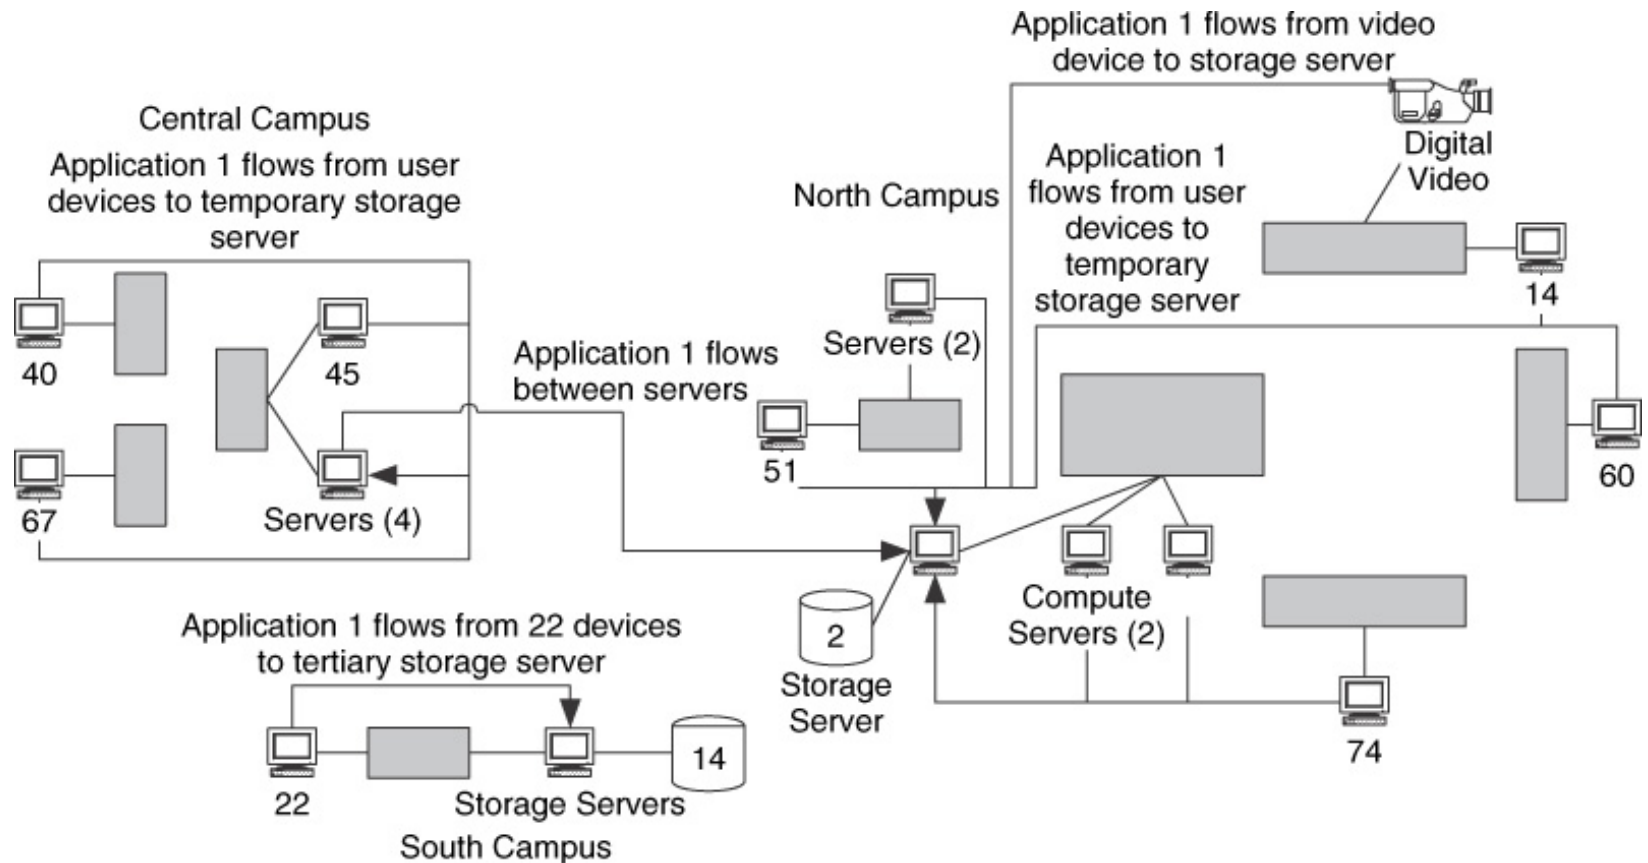 Application 1 flows from video
device to storage server
Digital
Video
Central Campus
Application 1 flows from user
devices to temporary storage
server
North Campus
Application 1
flows from user
devices to
temporary
storage server
14
40
45
Application 1 flows
between servers
Servers (2)
51
60
67
Servers (4)
Compute
Servers (2)
2
Storage
Server
74
Application 1 flows from 22 devices
to tertiary storage server
22
14
Storage Servers
South Campus